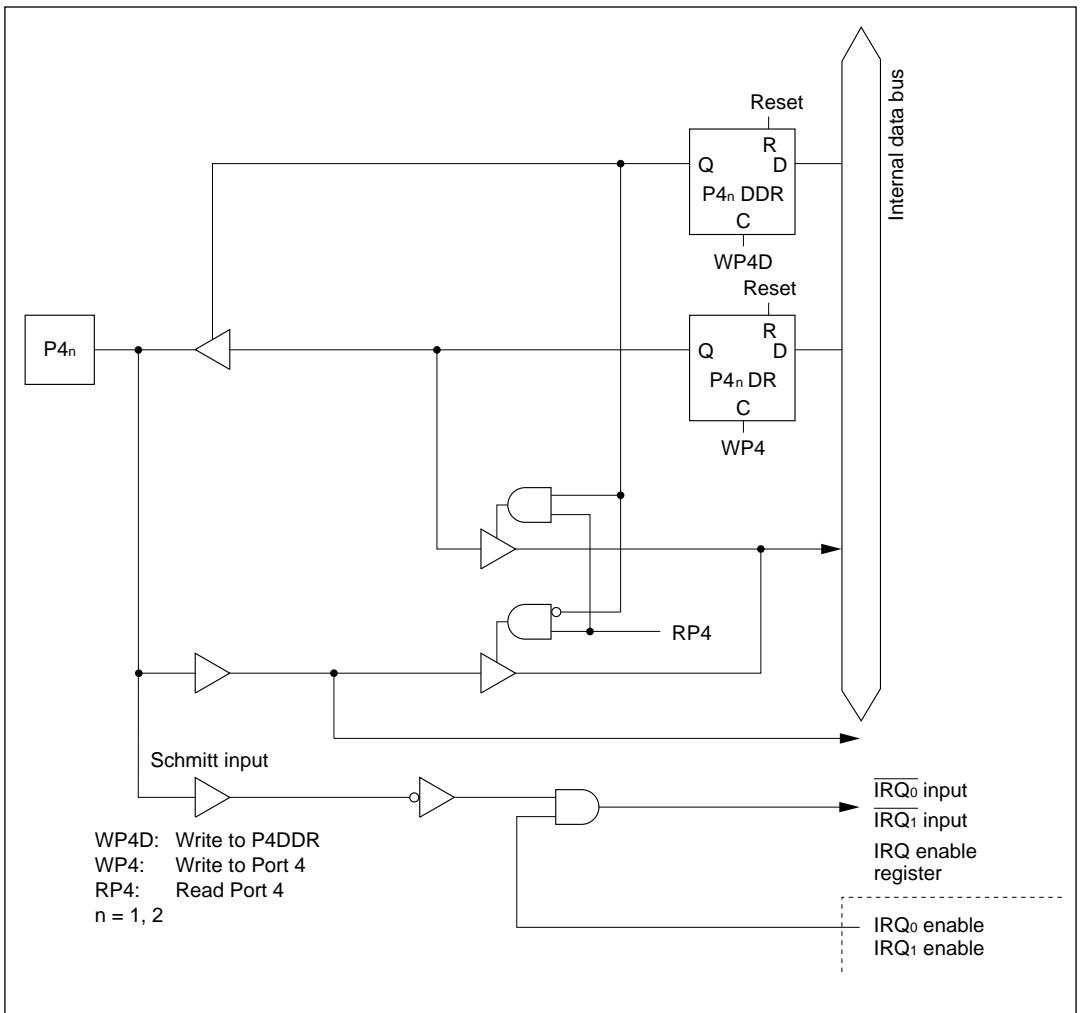 Reset
R
Q
D
P4n DDR
C
WP4D
Internal data bus
Reset
R
P4n
Q
D
P4n DR
C
WP4
RP4
Schmitt input
IRQ0 input
IRQ1 input
IRQ enable
register
WP4D: Write to P4DDR
WP4: Write to Port 4
RP4: Read Port 4
n = 1, 2
IRQ0 enable
IRQ1 enable